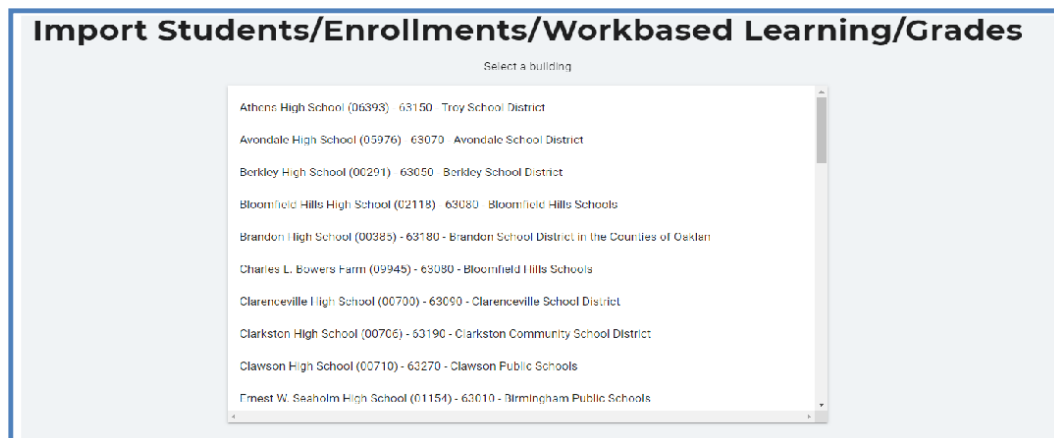 Import Students/Enrollments/Workbased Learning/Grades
Select a building
Athens High School (06393) - 63150 - Troy School District
Avondale High School (05976) - 63070 - Avondale School District
Berkley High School (00291) - 63050 - Berkley School District
Bloomfield Hills High School (02118) - 63080 - Bloomfield Hills Schools
Brandon High School (00385) - 63180 - Brandon School District in the Counties of Oaklan
Charles L. Bowers Farm (09945) - 63080 - Bloomfield Hills Schools
Clarenceville High School (00700) - 63090 - Clarenceville School District
Clarkston High School (00706) - 63190 - Clarkston Community School District
Clawson High School (00710) - 63270 - Clawson Public Schools
Ernest W. Seaholm High School (01154) - 63010 - Birmingham Public Schools